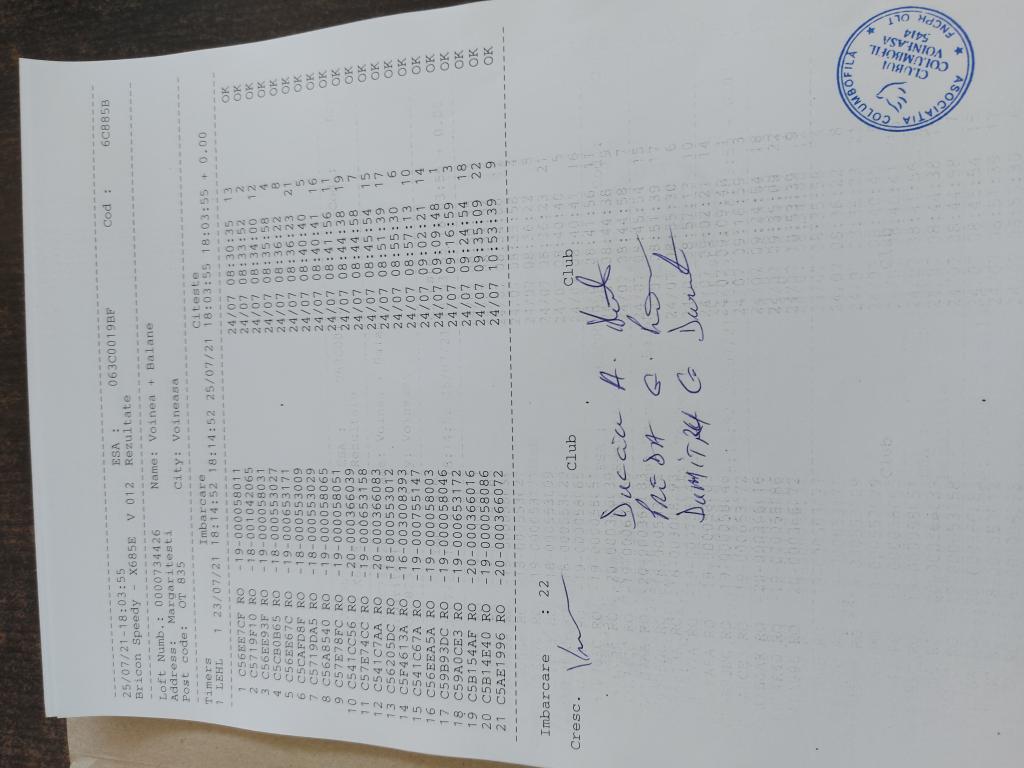 25/07/21-18:03:55 ESA : 063C0019BF Cod : 6C885B
Bricon Speedy - X685E V 012 Rezultate
Loft Numb.: 0000734426 Name: Voinea + Balane
Address: Margaritesti City: Voineasa
Post code: OT 835
Timers Imbarcare Citeste
1 LEHL 1 23/07/21 18:14:52 18:14:52 25/07/21 18:03:55 18:03:55 + 0.00
1 C56EE7CF RO -19-000058011 24/07 08:30:35 13 OK
2 C5719F10 RO -18-001042065 24/07 08:33:52 2 OK
3 C56EE93F RO -19-000058031 24/07 08:34:00 12 OK
4 C5CB0B65 RO -18-000553027 24/07 08:35:58 4 OK
5 C56EE67C RO -19-000653171 24/07 08:36:22 8 OK
6 C5CAFD8F RO -18-000553009 24/07 08:36:23 21 OK
7 C5719DA5 RO -18-000553029 24/07 08:40:40 5 OK
8 C56A8540 RO -19-000058065 24/07 08:40:41 16 OK
9 C57E78FC RO -19-000058051 24/07 08:41:56 11 OK
10 C541CC56 RO -20-000366039 24/07 08:44:38 19 OK
11 C57E74C0 RO -19-000653158 24/07 08:44:58 7 OK
12 C541C7AA RO -20-000366083 24/07 08:45:54 15 OK
13 C56205DC RO -18-000553012 24/07 08:51:39 17 OK
14 C5F4613A RO -16-003008393 24/07 08:55:30 6 OK
15 C541C67A RO -19-000751147 24/07 08:57:13 10 OK
16 C56EEA5A RO -19-000058003 24/07 09:02:21 14 OK
17 C59B93DC RO -19-000058046 24/07 09:09:48 1 OK
18 C59A0CE3 RO -19-000653172 24/07 09:16:59 3 OK
19 C5B154AF RO -20-000366016 24/07 09:24:54 18 OK
20 C5B14E40 RO -19-000058086 24/07 09:35:09 22 OK
21 C5AE1996 RO -20-000366072 24/07 10:53:39 9 OK
Imbarcare : 22
Cresc. Club Club
A.
PREDA G.
DUMITRU G
ASOCIATIA COLUMBOFILĂ
CLUBUL
COLUMBOFIL
VOINEASA
5414
FNCPR OLT